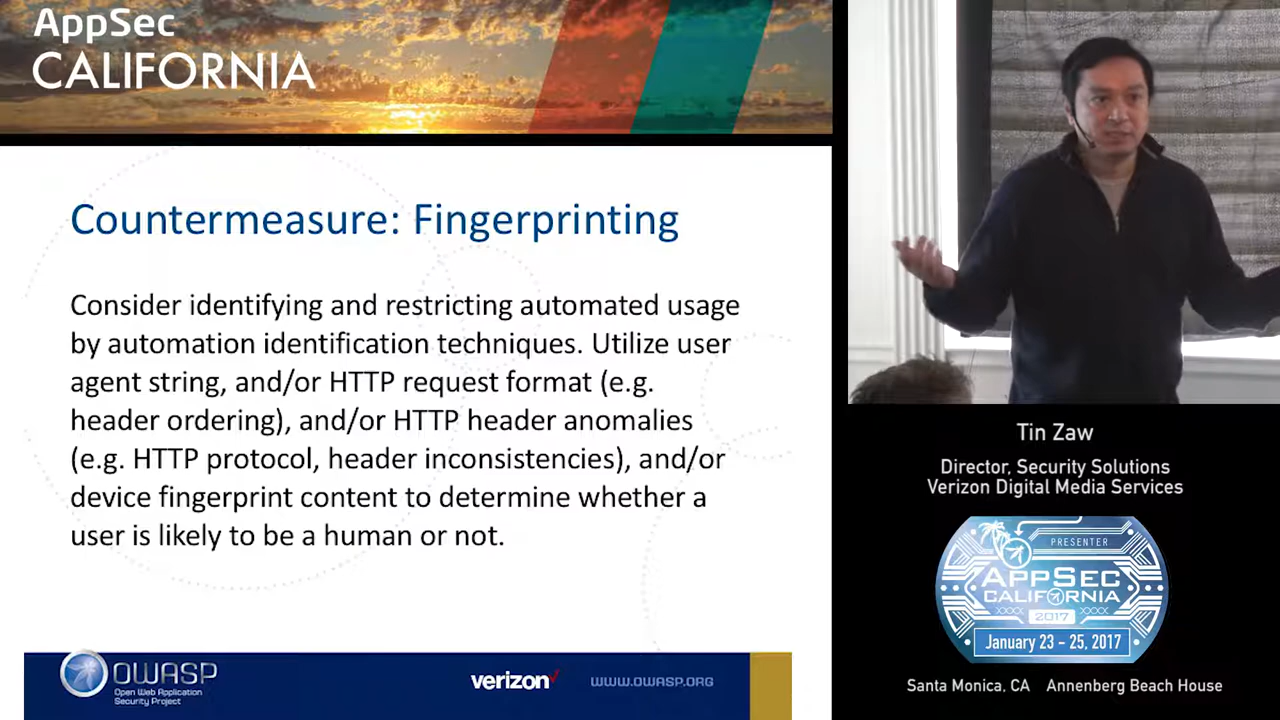 AppSec
CALIFORNIA
Countermeasure: Fingerprinting
Consider identifying and restricting automated usage
by automation identification techniques. Utilize user
agent string, and/or HTTP request format (e.g.
header ordering), and/or HTTP header anomalies
(e.g. HTTP protocol, header inconsistencies), and/or
device fingerprint content to determine whether a
user is likely to be a human or not.
OWASP
Open Web Application
Security Project
verizon
WWW.OWASP.ORG
Tin Zaw
Director, Security Solutions
Verizon Digital Media Services
PRESENTER
APPSEC
CALIFORNIA
2017
January 23 - 25, 2017
Santa Monica, CA Annenberg Beach House